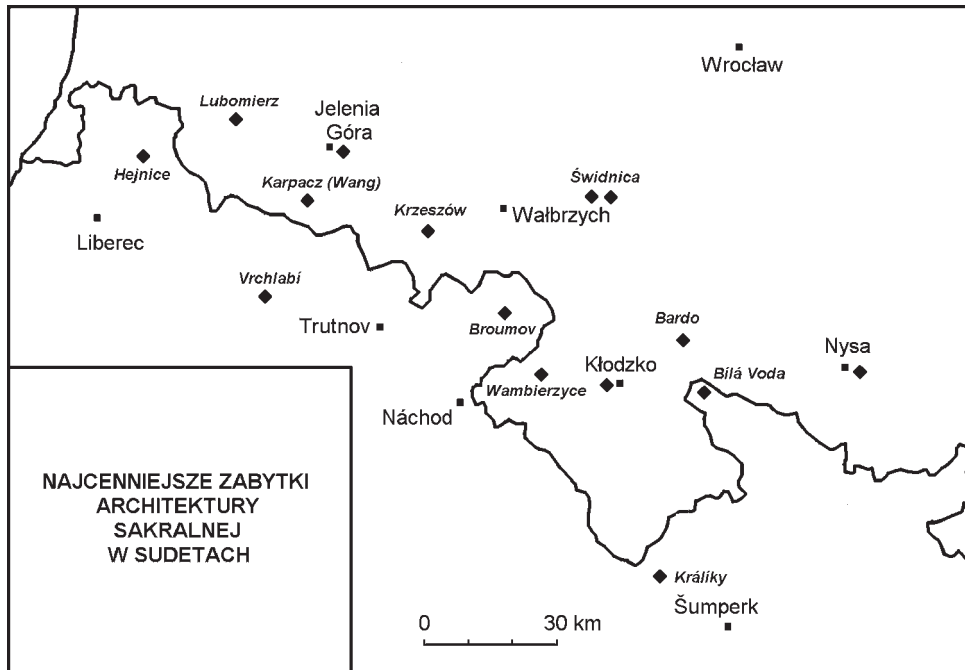 Wrocław
Lubomierz
Jelenia
Góra
Hejnice
Karpacz (Wang)
Świdnica
Krzeszów
Wałbrzych
Liberec
Vrchlabí
Trutnov
Broumov
Bardo
Nysa
Kłodzko
Bílá Voda
Wambierzyce
Náchod
NAJCENNIEJSZE ZABYTKI
ARCHITEKTURY
SAKRALNEJ
W SUDETACH
Králiky
Šumperk
0 30 km